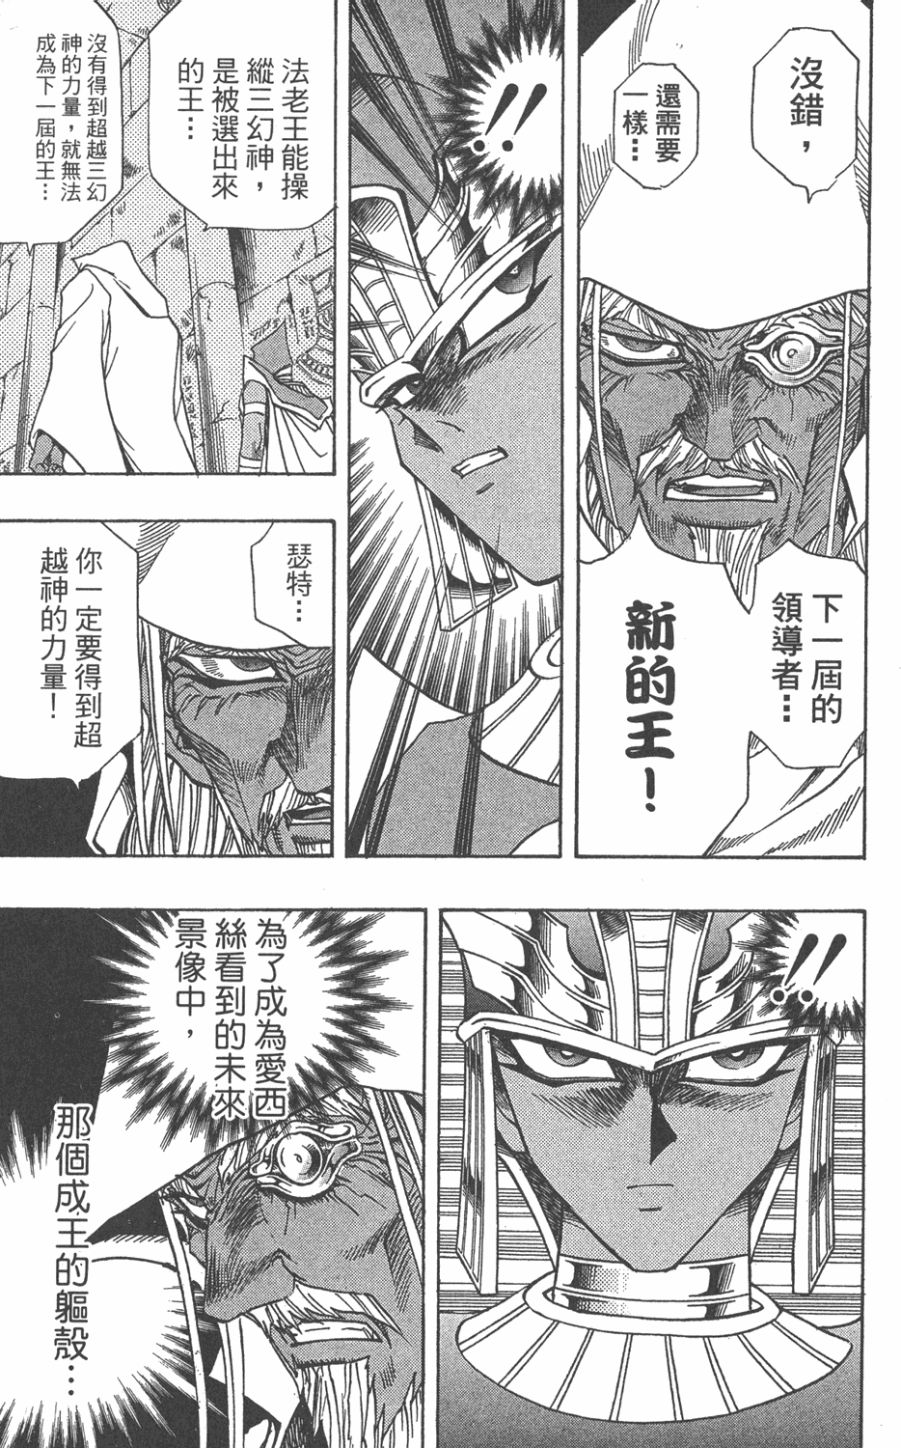 沒錯，
還需要
一樣…
下一屆的
領導者…
新的王！
!!
法老王能操
縱三幻神，
是被選出來
的王…
沒有得到超越三幻
神的力量，就無法
成為下一屆的王…
瑟特…
你一定要得到超
越神的力量！
!!
為了成為愛西
絲看到的未來
景像中，
那個成王的軀殼…